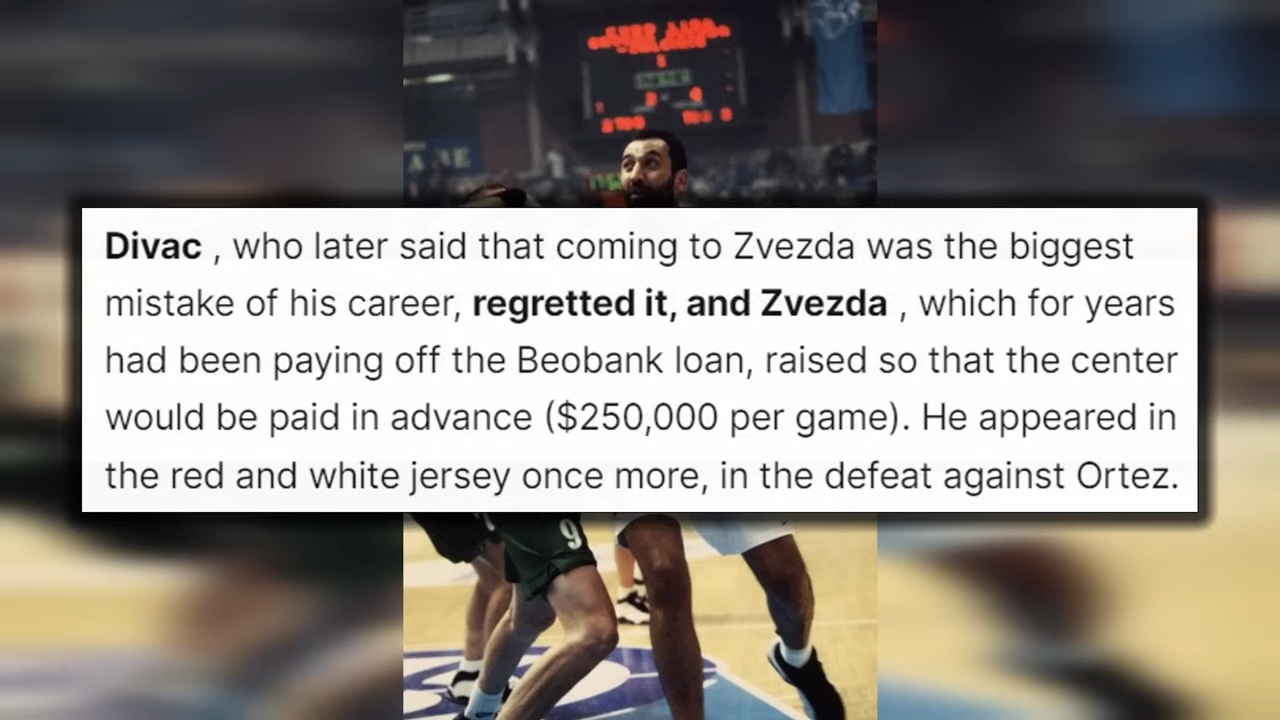 Divac , who later said that coming to Zvezda was the biggest
mistake of his career, regretted it, and Zvezda , which for years
had been paying off the Beobank loan, raised so that the center
would be paid in advance ($250,000 per game). He appeared in
the red and white jersey once more, in the defeat against Ortez.
9